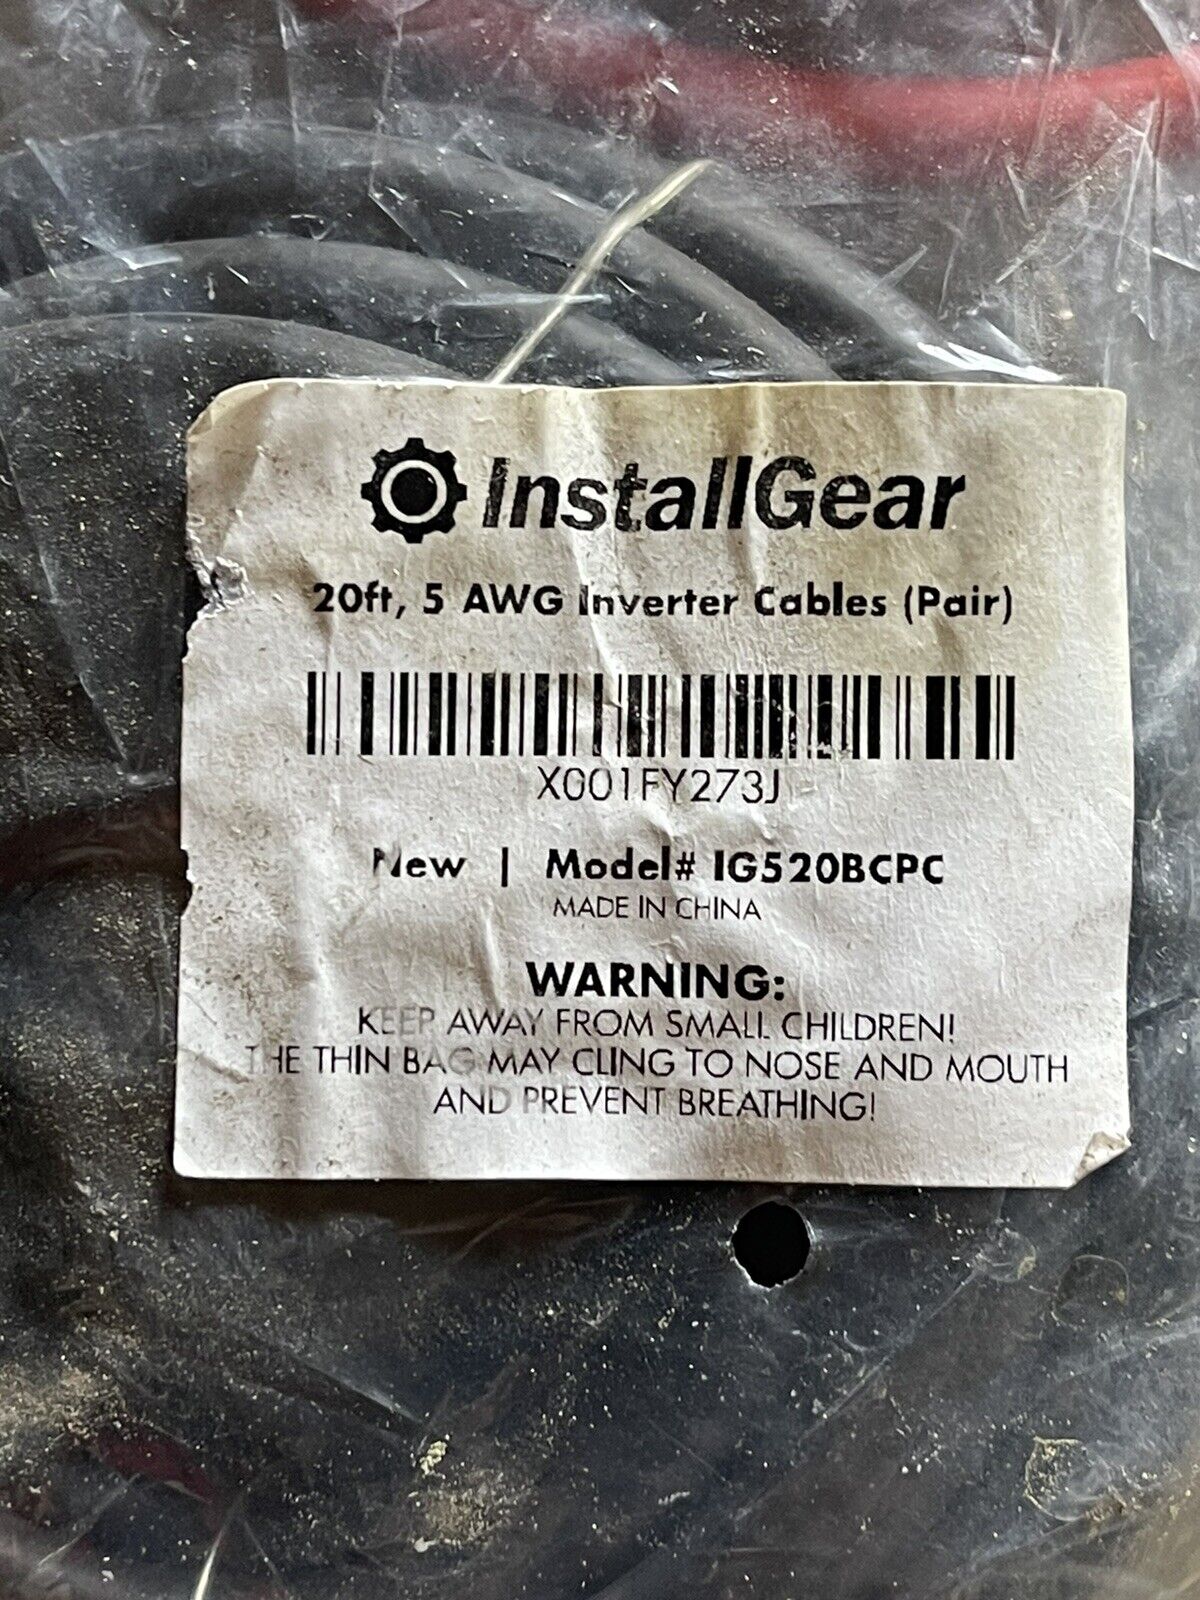 InstallGear
20ft, 5 AWG Inverter Cables (Pair)
X001FY273J
New | Model# IG520BCPC
MADE IN CHINA
WARNING:
KEEP AWAY FROM SMALL CHILDREN!
THE THIN BAG MAY CLING TO NOSE AND MOUTH
AND PREVENT BREATHING!